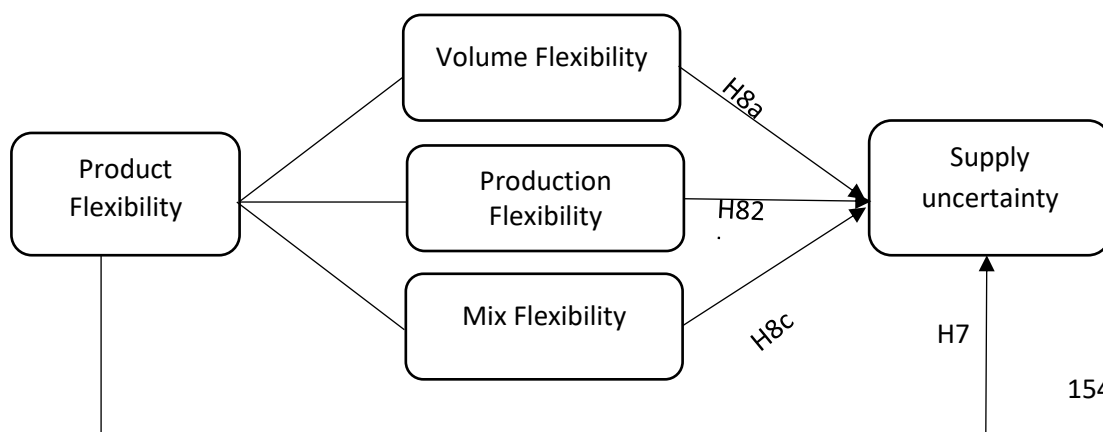 Volume Flexibility
H8a
Product
Flexibility
Production
Flexibility
H82
.
Supply
uncertainty
Mix Flexibility
H8c
H7
154